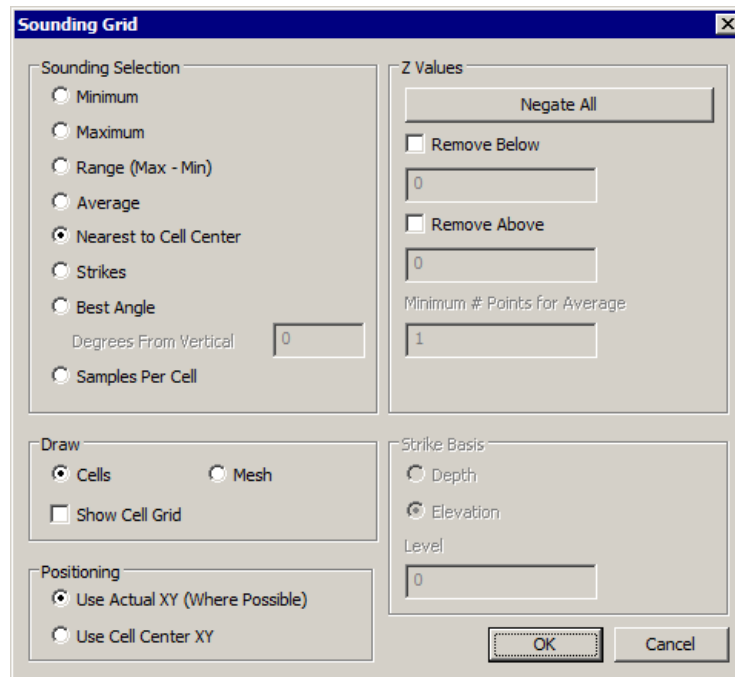 Sounding Grid
Sounding Selection
Minimum
Maximum
Range (Max - Min)
Average
Nearest to Cell Center
Strikes
Best Angle
Degrees From Vertical 0
Samples Per Cell
Z Values
Negate All
Remove Below
0
Remove Above
0
Minimum # Points for Average
1
Draw
Cells Mesh
Show Cell Grid
Strike Basis
Depth
Elevation
Level
0
Positioning
Use Actual XY (Where Possible)
Use Cell Center XY
OK Cancel